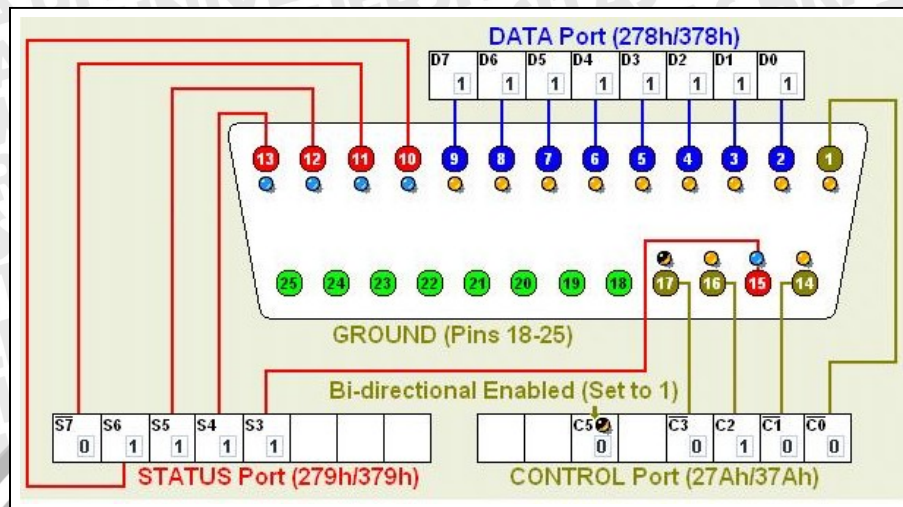 DATA Port (278h/378h)
D7 D6 D5 D4 D3 D2 D1 D0
1 1 1 1 1 1 1 1
13 12 11 10 9 8 7 6 5 4 3 2 1
25 24 23 22 21 20 19 18 17 16 15 14
GROUND (Pins 18-25)
Bi-directional Enabled (Set to 1)
S7 S6 S5 S4 S3 C5 C3 C2 C1 C0
0 1 1 1 1 0 0 1 0 0
STATUS Port (279h/379h) CONTROL Port (27Ah/37Ah)